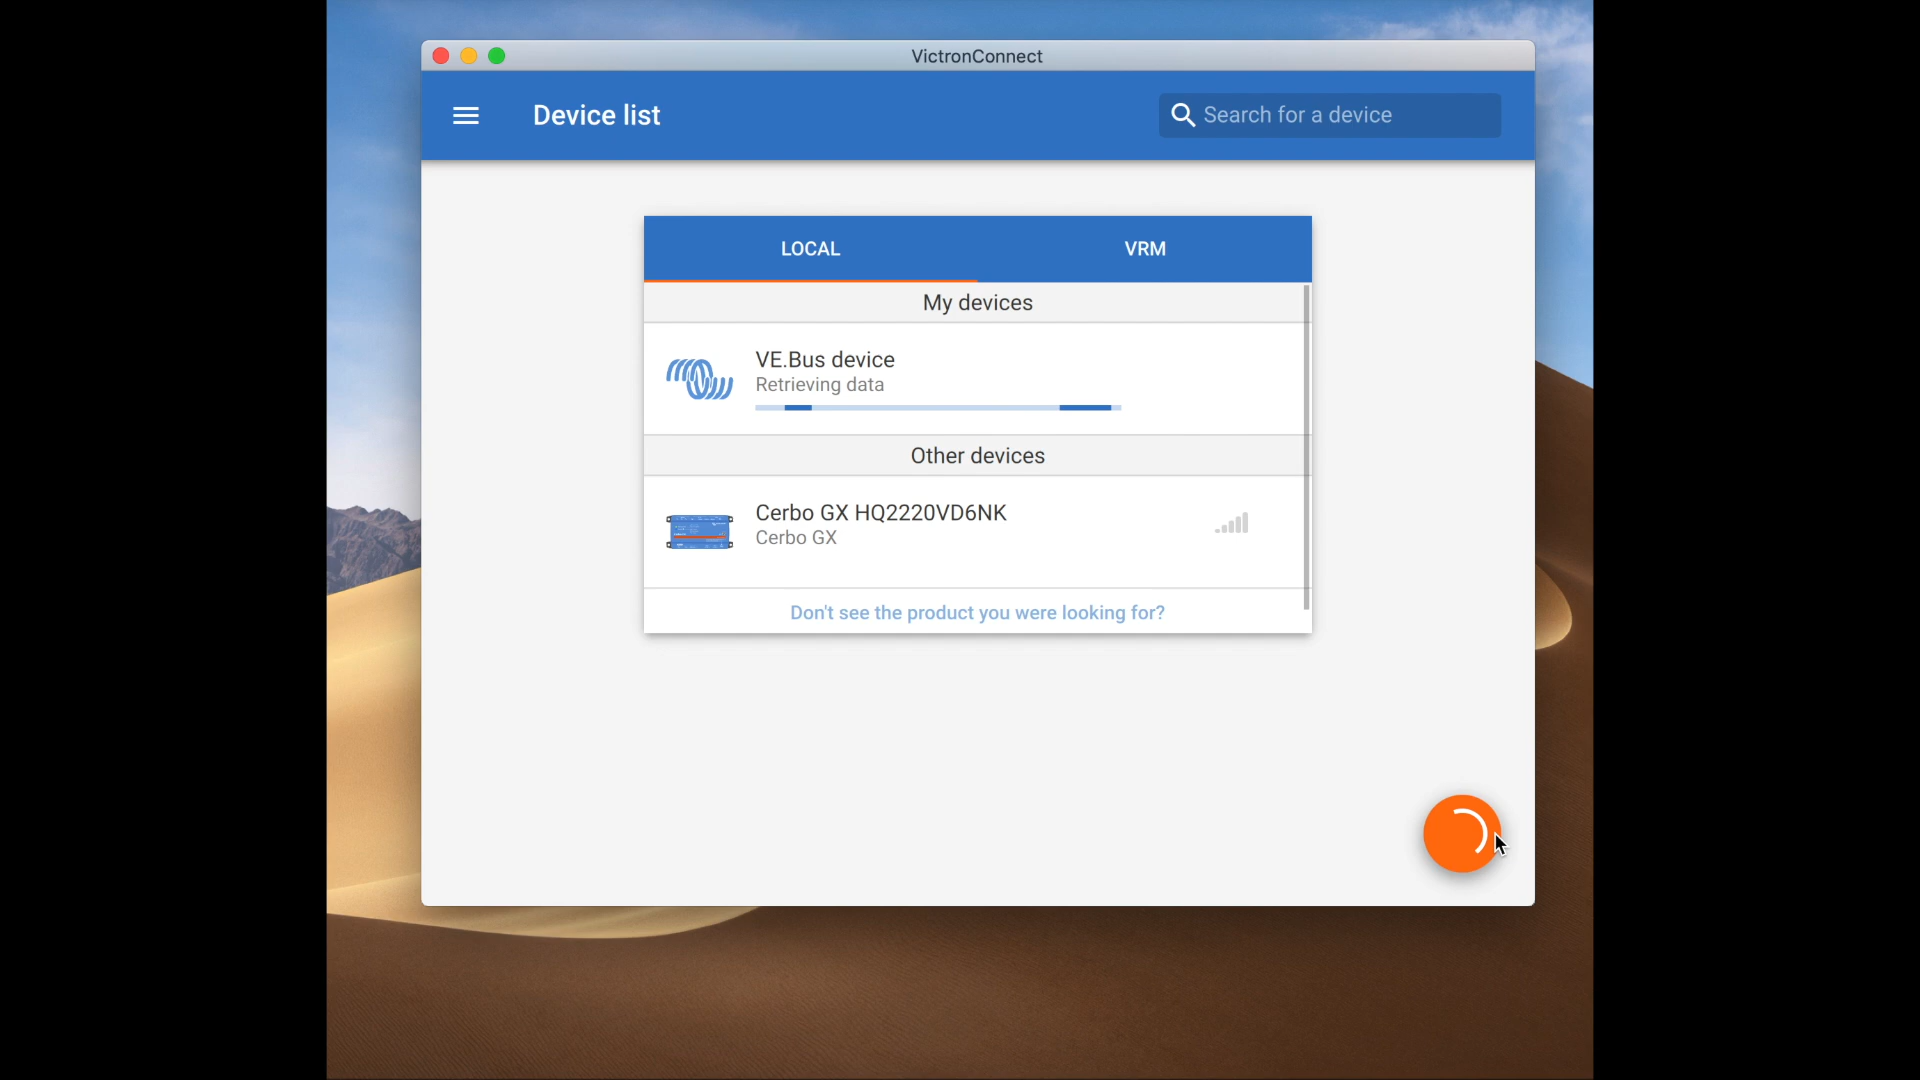 VictronConnect
Device list
Search for a device
LOCAL
VRM
My devices
VE.Bus device
Retrieving data
Other devices
Cerbo GX HQ2220VD6NK
Cerbo GX
Don't see the product you were looking for?